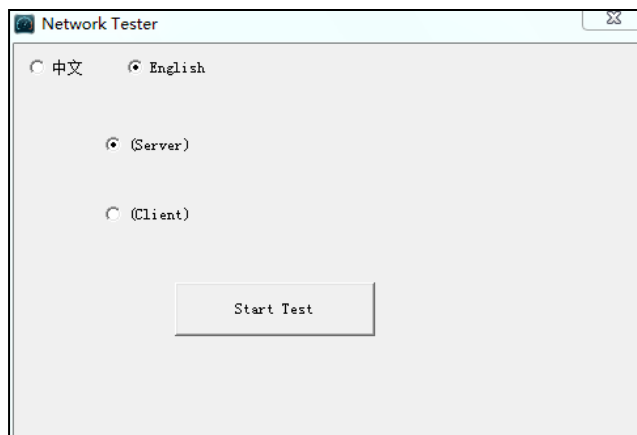 Network Tester
中文 English
(Server)
(Client)
Start Test